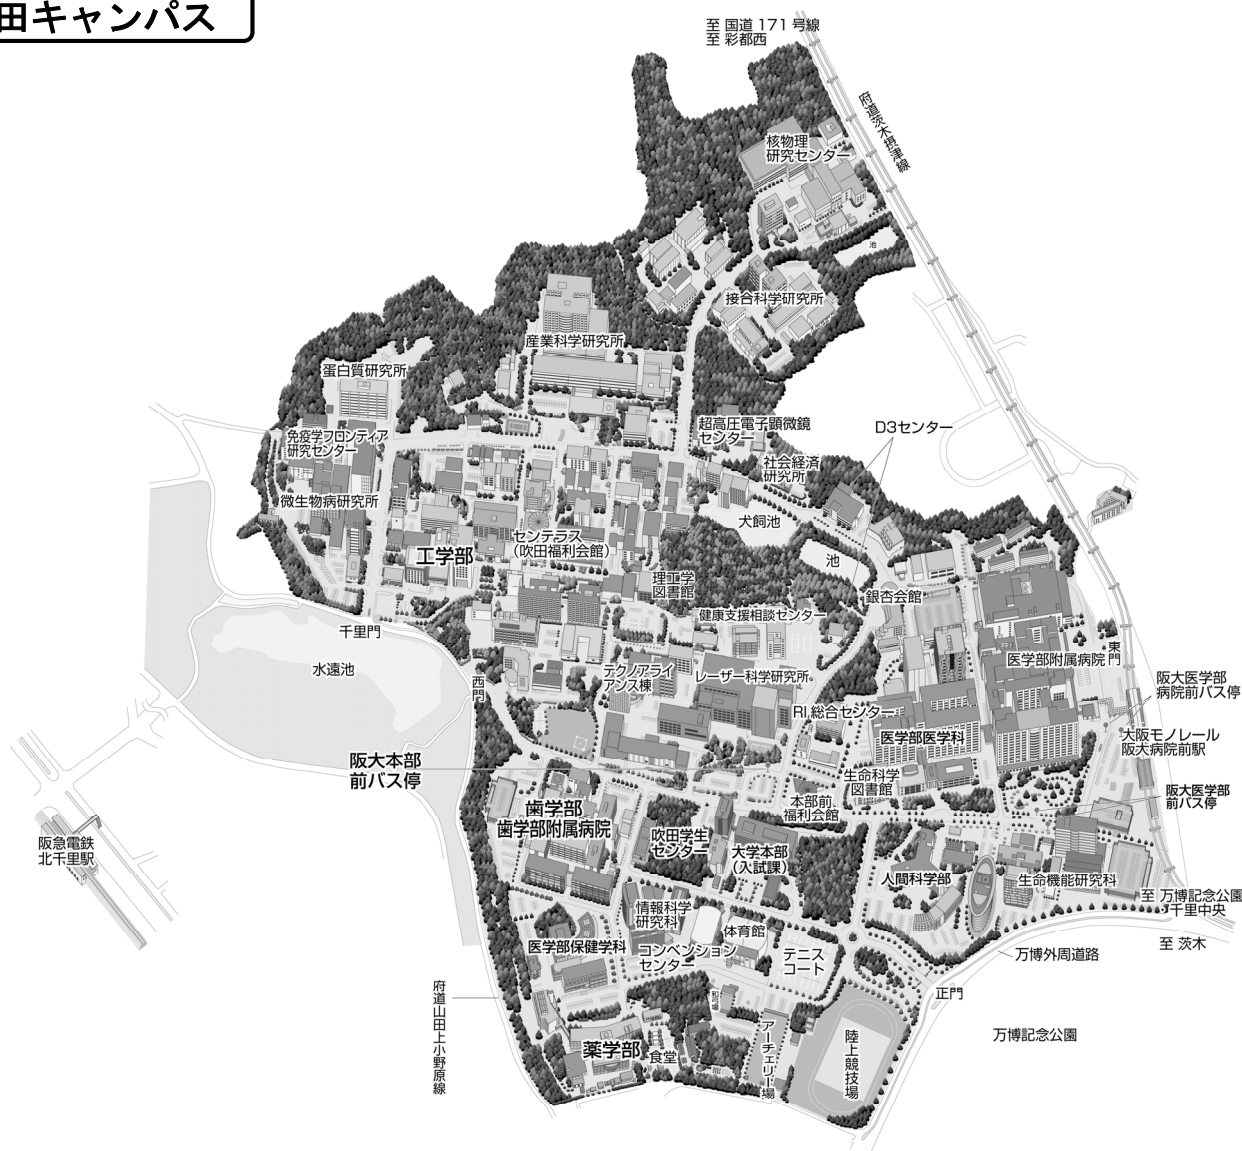 田キャンパス
至 国道 171 号線
至 彩都西
府道茨木摂津線
核物理
研究センター
池
接合科学研究所
産業科学研究所
蛋白質研究所
免疫学フロンティア
研究センター
超高圧電子顕微鏡
センター
D3センター
社会経済
研究所
微生物病研究所
犬飼池
センテラス
(吹田福利会館)
工学部
池
理工学
図書館
銀杏会館
健康支援相談センター
千里門
東門
医学部附属病院
水遠池
西門
テクノアライ
アンス棟
レーザー科学研究所
阪大医学部
病院前バス停
RI 総合センター
医学部医学科
大阪モノレール
阪大病院前駅
阪大本部
前バス停
生命科学
図書館
阪大医学部
前バス停
本部前
福利会館
歯学部
歯学部附属病院
吹田学生
センター
大学本部
(入試課)
阪急電鉄
北千里駅
人間科学部
生命機能研究科
至 万博記念公園
千里中央
情報科学
研究科
体育館
医学部保健学科
コンベンション
センター
テニス
コート
至 茨木
万博外周道路
府道山田上小野原線
正門
アーチェリー場
陸上競技場
万博記念公園
薬学部
食堂